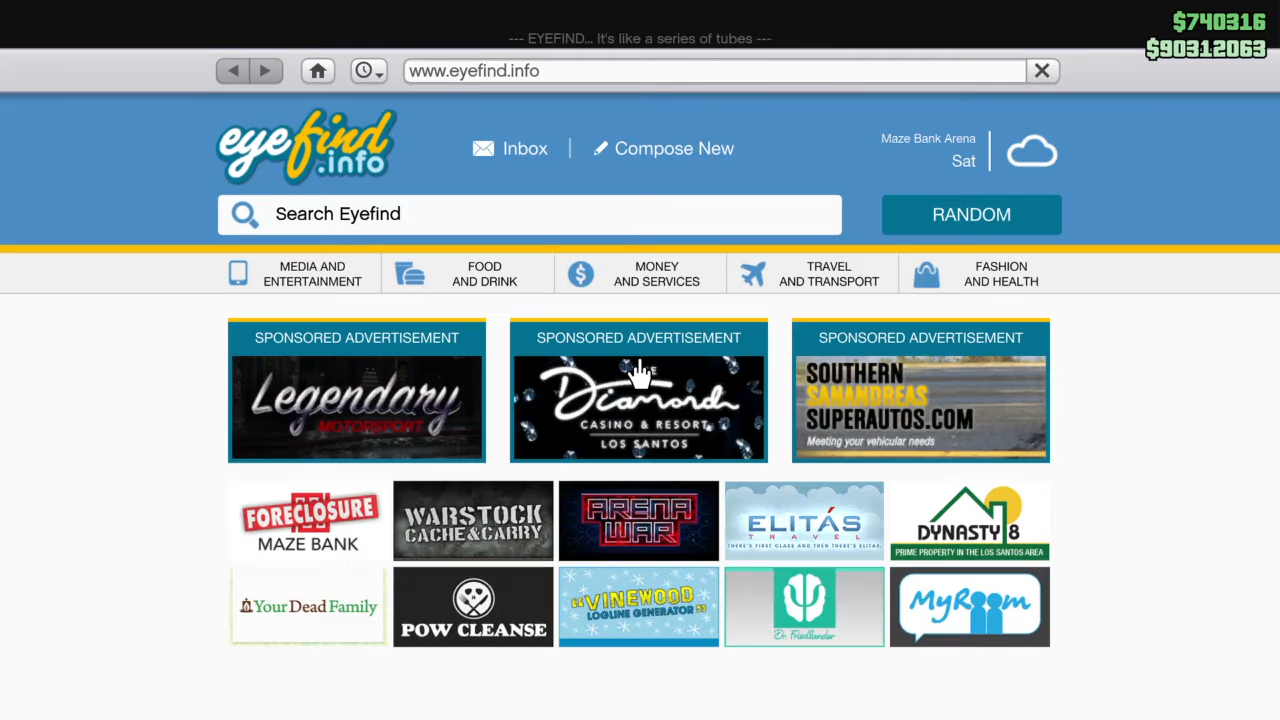 $740316
--- EYEFIND... It's like a series of tubes ---
$90312063
www.eyefind.info
eyefind
.info
Inbox
Compose New
Maze Bank Arena
Sat
Search Eyefind
RANDOM
MEDIA AND
ENTERTAINMENT
FOOD
AND DRINK
MONEY
AND SERVICES
TRAVEL
AND TRANSPORT
FASHION
AND HEALTH
SPONSORED ADVERTISEMENT
Legendary
MOTORSPORT
SPONSORED ADVERTISEMENT
Diamond
CASINO & RESORT
LOS SANTOS
SPONSORED ADVERTISEMENT
SOUTHERN
SANANDREAS
SUPERAUTOS.COM
Meeting your vehicular needs
FORECLOSURE
MAZE BANK
WARSTOCK
CACHE&CARRY
ARENA
WAR
ELITÁS
TRAVEL
THERE'S FIRST CLASS AND THEN THERE'S ELITAS.
DYNASTY 8
PRIME PROPERTY IN THE LOS SANTOS AREA
YourDeadFamily
POW CLEANSE
"VINEWOOD
LOGLINE GENERATOR"
Dr. Friedlander
MyRoom